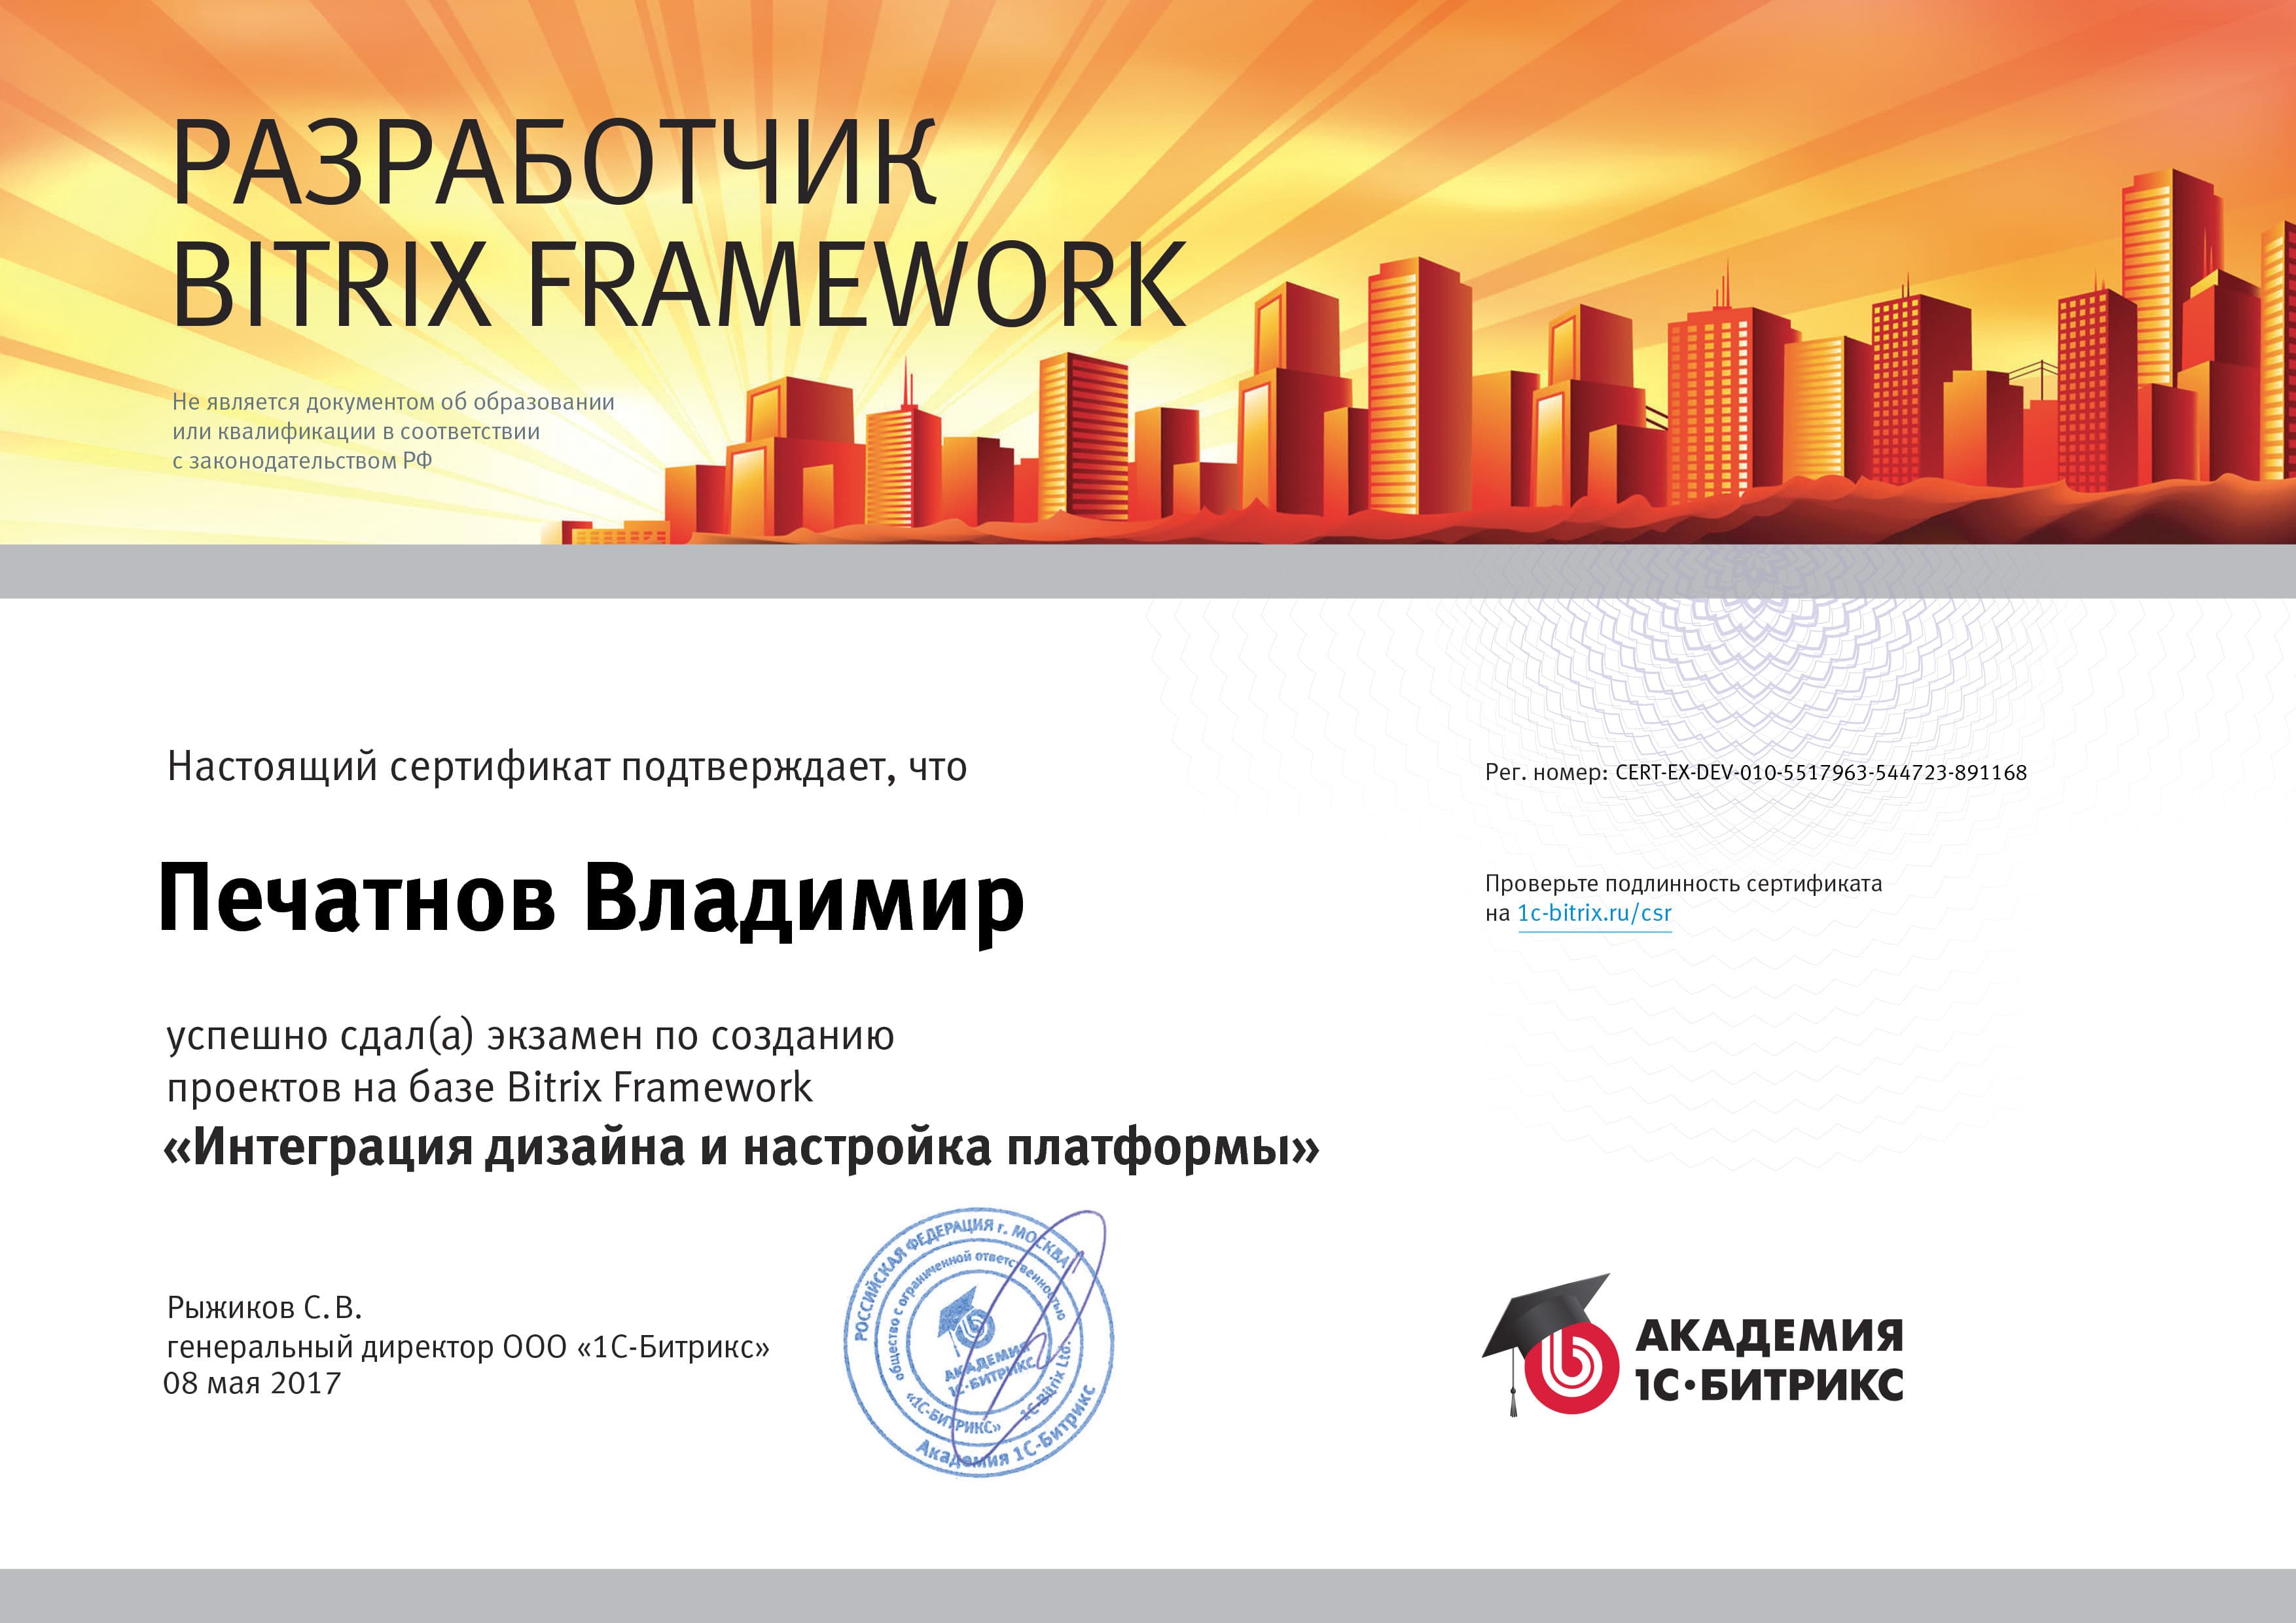 РАЗРАБОТЧИК
BITRIX FRAMEWORK
Не является документом об образовании
или квалификации в соответствии
с законодательством РФ
Настоящий сертификат подтверждает, что
Рег. номер: CERT-EX-DEV-010-5517963-544723-891168
Печатнов Владимир
Проверьте подлинность сертификата
на 1c-bitrix.ru/csr
успешно сдал(а) экзамен по созданию
проектов на базе Bitrix Framework
«Интеграция дизайна и настройка платформы»
Рыжиков С. В.
генеральный директор ООО «1С-Битрикс»
08 мая 2017
РОССИЙСКАЯ ФЕДЕРАЦИЯ г. МОСКВА
общество с ограниченной ответственностью
АКАДЕМИЯ
1С·БИТРИКС
«1С-БИТРИКС» 1C-Bitrix Ltd.
Академия 1С-Битрикс
АКАДЕМИЯ
1С·БИТРИКС